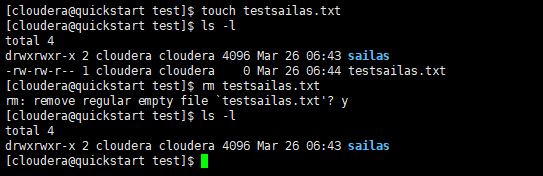 [cloudera@quickstart test]$ touch testsailas.txt
[cloudera@quickstart test]$ ls -l
total 4
drwxrwxr-x 2 cloudera cloudera 4096 Mar 26 06:43 sailas
-rw-rw-r-- 1 cloudera cloudera    0 Mar 26 06:44 testsailas.txt
[cloudera@quickstart test]$ rm testsailas.txt
rm: remove regular empty file `testsailas.txt'? y
[cloudera@quickstart test]$ ls -l
total 4
drwxrwxr-x 2 cloudera cloudera 4096 Mar 26 06:43 sailas
[cloudera@quickstart test]$